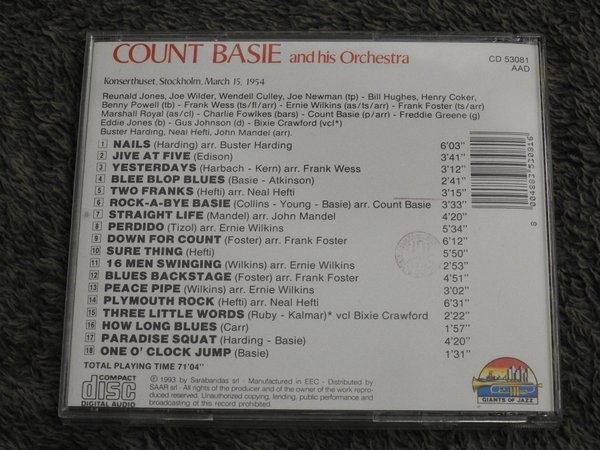 COUNT BASIE and his Orchestra
CD 53081
AAD
Konserthuset, Stockholm, March 15, 1954
Reunald Jones, Joe Wilder, Wendell Culley, Joe Newman (tp) - Bill Hughes, Henry Coker,
Benny Powell (tb) - Frank Wess (ts/fl/arr) - Ernie Wilkins (as/ts/arr) - Frank Foster (ts/arr)
Marshall Royal (as/cl) - Charlie Fowlkes (bars) - Count Basie (p/arr) - Freddie Greene (g)
Eddie Jones (b) - Gus Johnson (d) - Bixie Crawford (vcl*)
Buster Harding, Neal Hefti, John Mandel (arr).
1 NAILS (Harding) arr. Buster Harding 6'03"
2 JIVE AT FIVE (Edison) 3'41"
3 YESTERDAYS (Harbach - Kern) arr. Frank Wess 3'12"
4 BLEE BLOP BLUES (Basie - Atkinson) 2'41"
5 TWO FRANKS (Hefti) arr. Neal Hefti 3'15"
6 ROCK-A-BYE BASIE (Collins - Young - Basie) arr. Count Basie 3'33"
7 STRAIGHT LIFE (Mandel) arr. John Mandel 4'20"
8 PERDIDO (Tizol) arr. Ernie Wilkins 5'34"
9 DOWN FOR COUNT (Foster) arr. Frank Foster 6'12"
10 SURE THING (Hefti) 5'50"
11 16 MEN SWINGING (Wilkins) arr. Ernie Wilkins 2'53"
12 BLUES BACKSTAGE (Foster) arr. Frank Foster 4'51"
13 PEACE PIPE (Wilkins) arr. Ernie Wilkins 3'02"
14 PLYMOUTH ROCK (Hefti) arr. Neal Hefti 6'31"
15 THREE LITTLE WORDS (Ruby - Kalmar)* vcl Bixie Crawford 2'22"
16 HOW LONG BLUES (Carr) 1'57"
17 PARADISE SQUAT (Harding - Basie) 4'20"
18 ONE O' CLOCK JUMP (Basie) 1'31"
8 004883 530816
8
TOTAL PLAYING TIME 71'04"
COMPACT
disc
DIGITAL AUDIO
℗ 1993 by Sarabandas srl - Manufactured in EEC - Distributed by
SAAR srl - All rights of the producer and of the owner of the work repro-
duced reserved. Unauthorized copying, lending, public performance and
broadcasting of this record prohibited.
GIANTS OF JAZZ